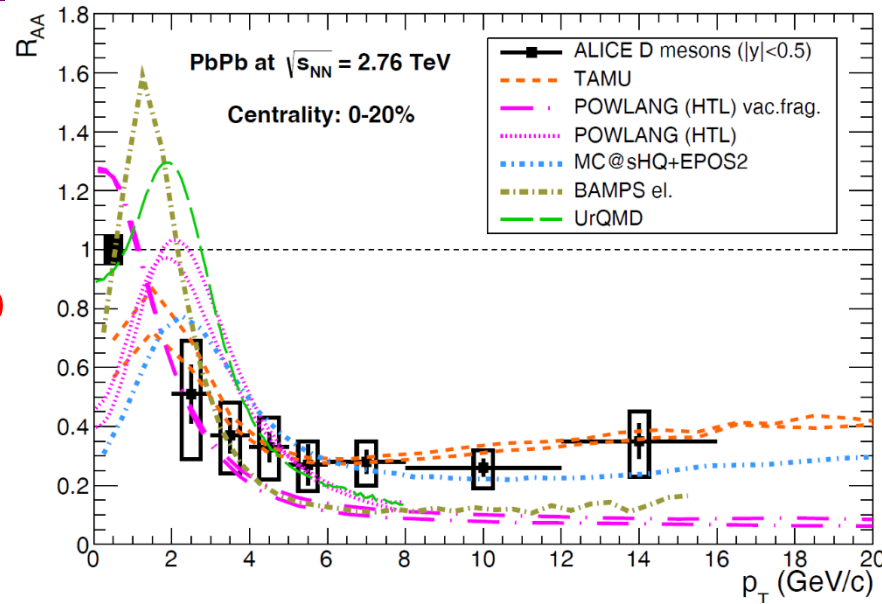 R_AA
PbPb at √s_NN = 2.76 TeV
Centrality: 0-20%
ALICE D mesons (|y|<0.5)
TAMU
POWLANG (HTL) vac.frag.
POWLANG (HTL)
MC@sHQ+EPOS2
BAMPS el.
UrQMD
1.8
1.6
1.4
1.2
1
0.8
0.6
0.4
0.2
0
)
0 2 4 6 8 10 12 14 16 18 20
p_T (GeV/c)